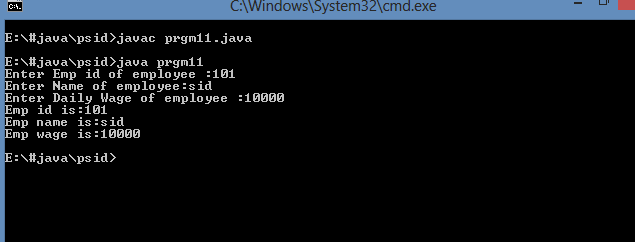 C:\Windows\System32\cmd.exe
E:\#java\psid>javac prgm11.java
E:\#java\psid>java prgm11
Enter Emp id of employee :101
Enter Name of employee:sid
Enter Daily Wage of employee :10000
Emp id is:101
Emp name is:sid
Emp wage is:10000
E:\#java\psid>